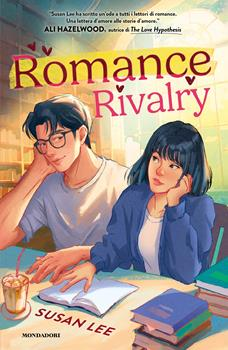 "Susan Lee ha scritto un'ode a tutti i lettori di romance.
Una lettera d'amore alle storie d'amore."
ALI HAZELWOOD, autrice di The Love Hypothesis
Romance
Rivalry
SUSAN LEE
MONDADORI